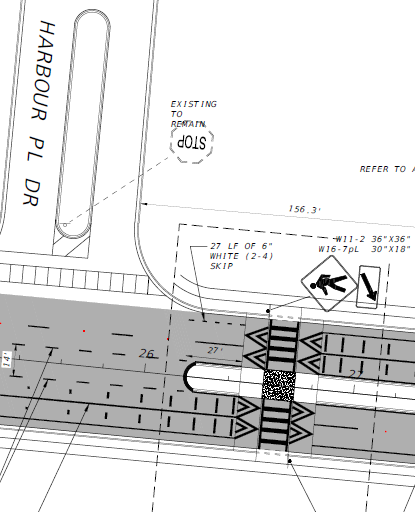 HARBOUR PL DR
EXISTING
TO
REMAIN
STOP
REFER TO A
156.3'
W11-2 36"X36"
W16-7pL 30"X18"
27 LF OF 6"
WHITE (2-4)
SKIP
27'
26
27
14'